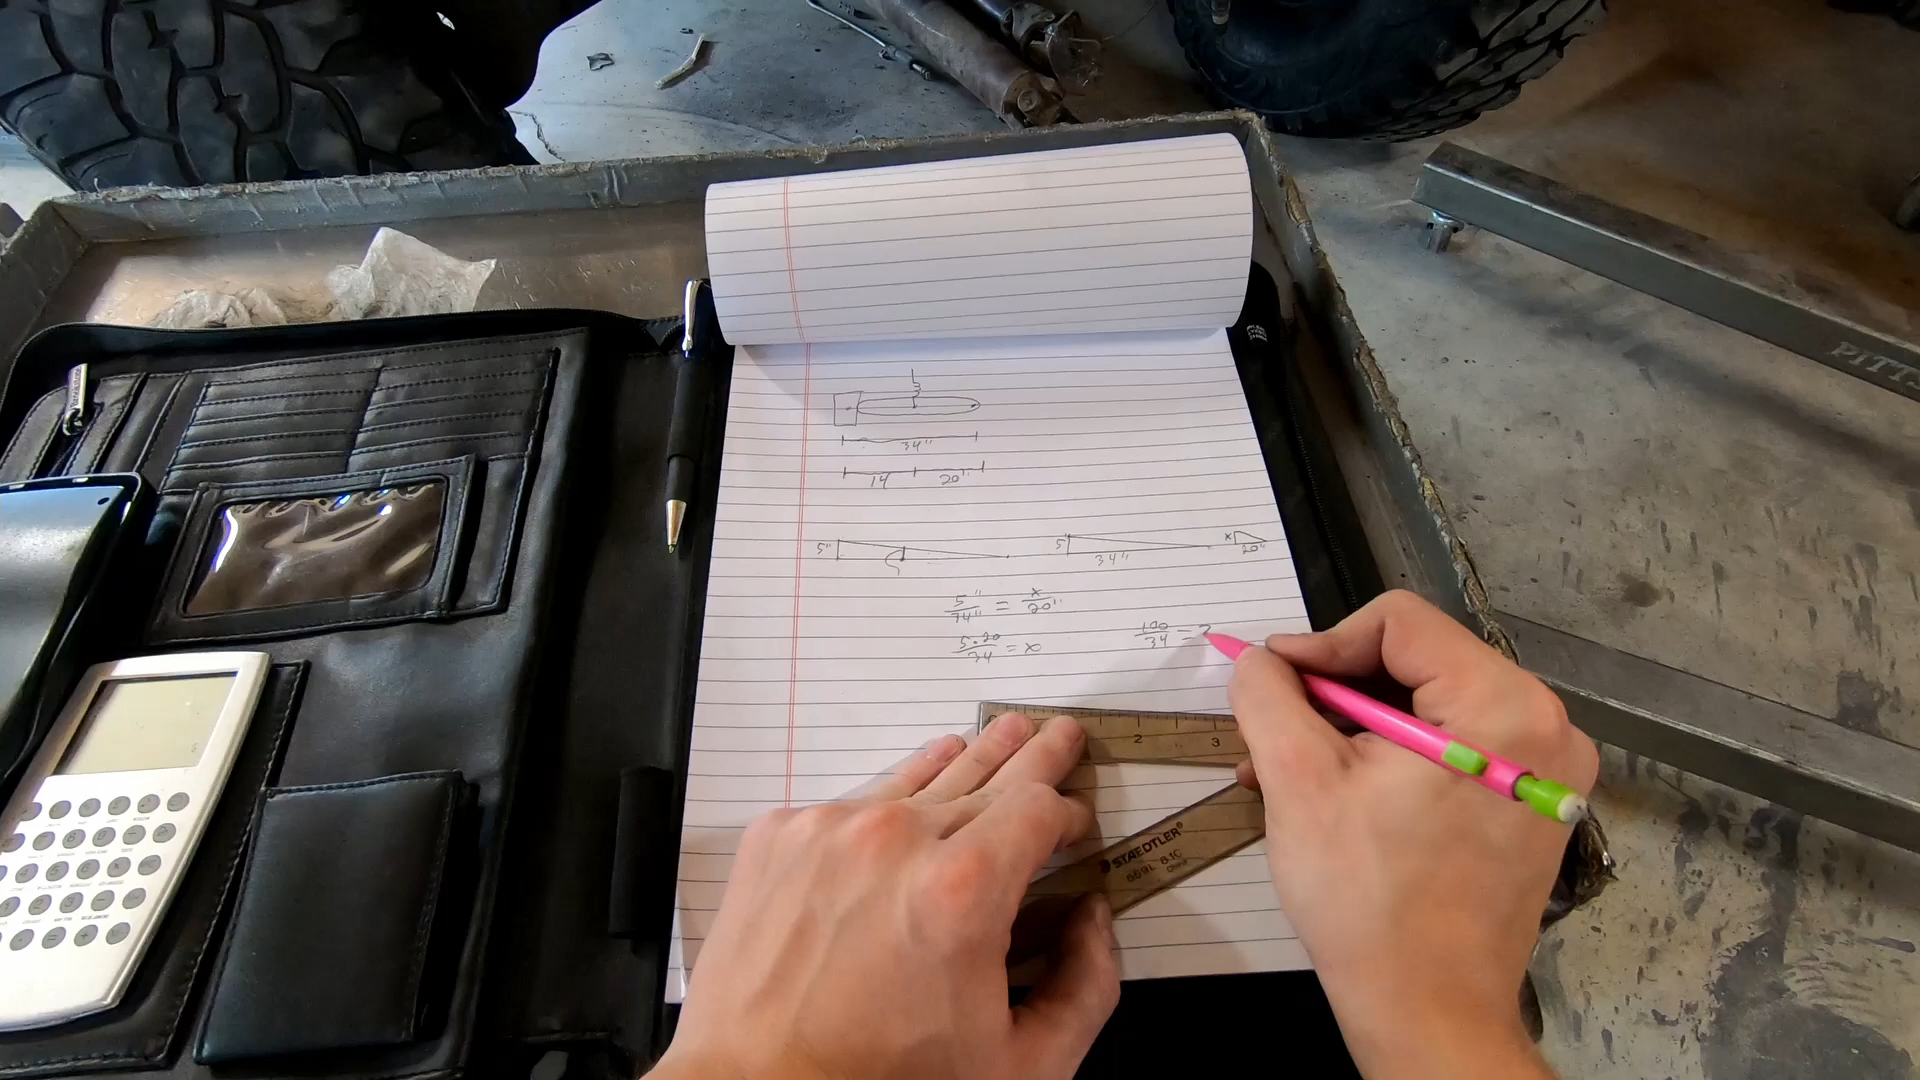 34"
14 20"
5" 5" 34" x 20"
5"/34" = x/20"
5·20/34 = x 100/34 = 2
2 3
STAEDTLER®
PITTS